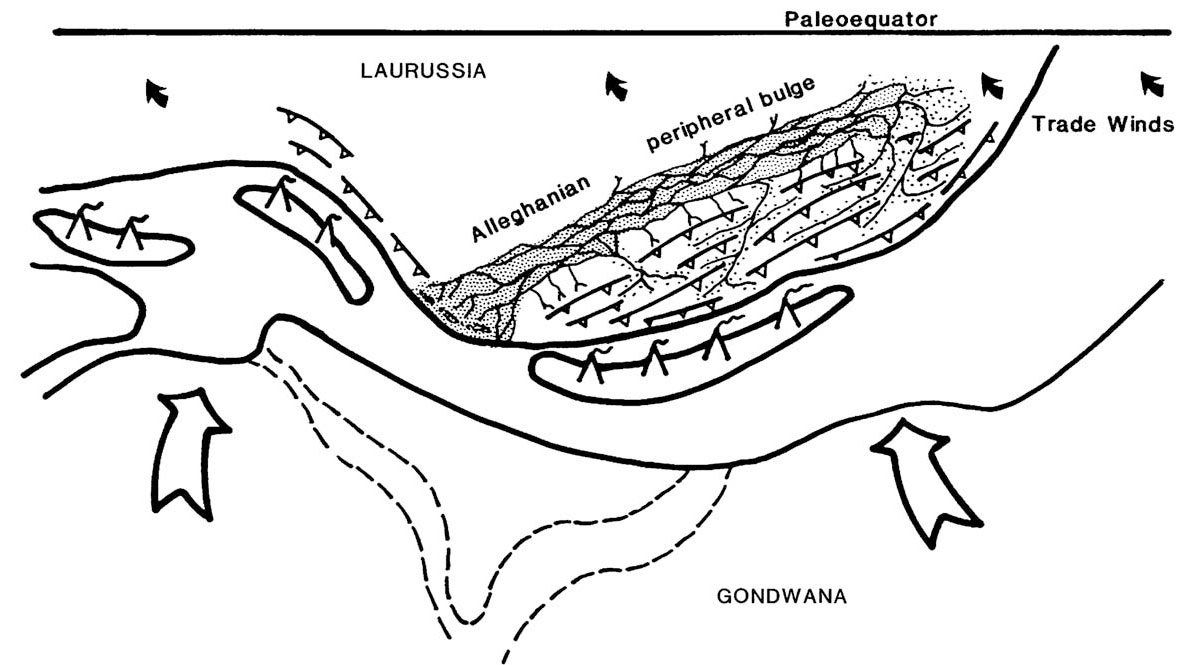 Paleoequator
LAURUSSIA
Trade Winds
Alleghanian peripheral bulge
GONDWANA